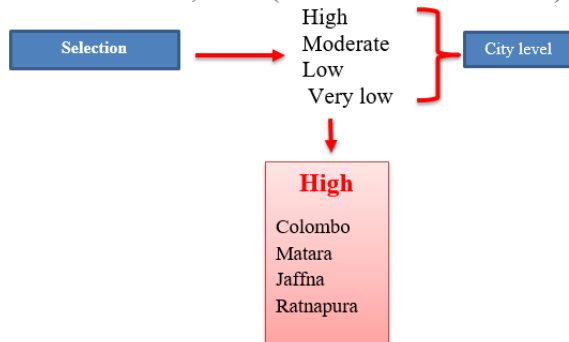 Selection
High
Moderate
Low
Very low
City level
High
Colombo
Matara
Jaffna
Ratnapura